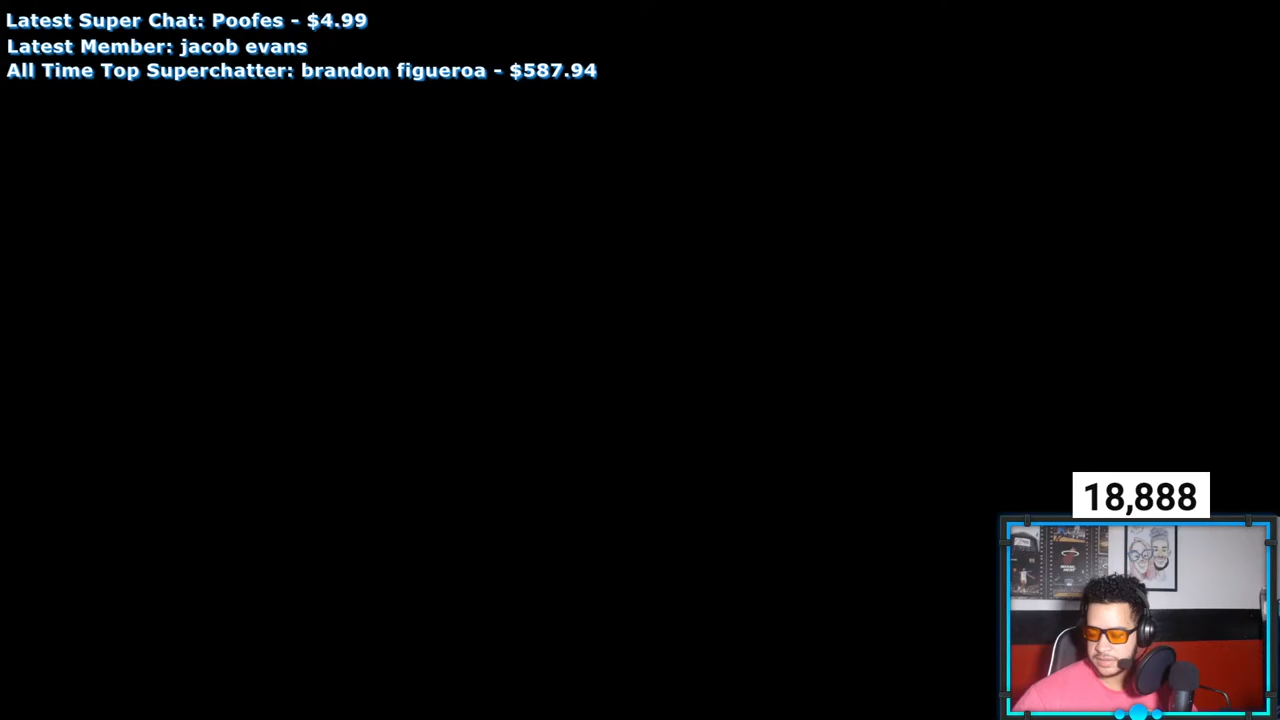 Latest Super Chat: Poofes - $4.99
Latest Member: jacob evans
All Time Top Superchatter: brandon figueroa - $587.94
18,888